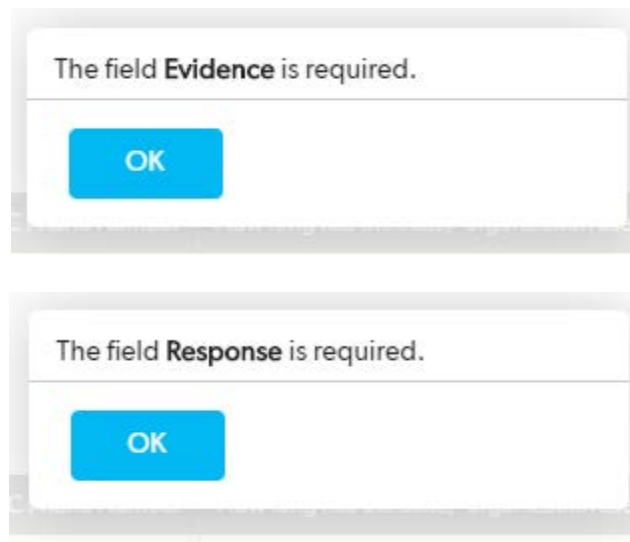 The field Evidence is required.
OK
The field Response is required.
OK